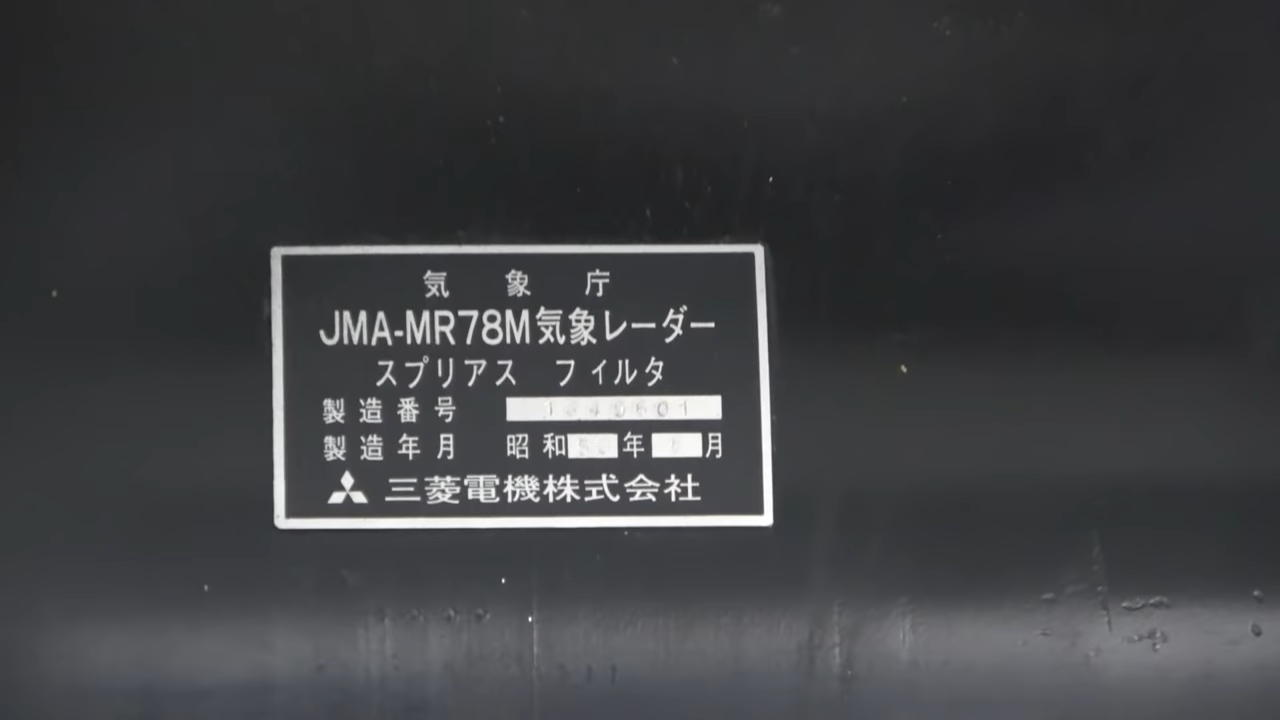 気象庁
JMA-MR78M気象レーダー
スプリアス フィルタ
製造番号
製造年月 昭和 年 月
三菱電機株式会社